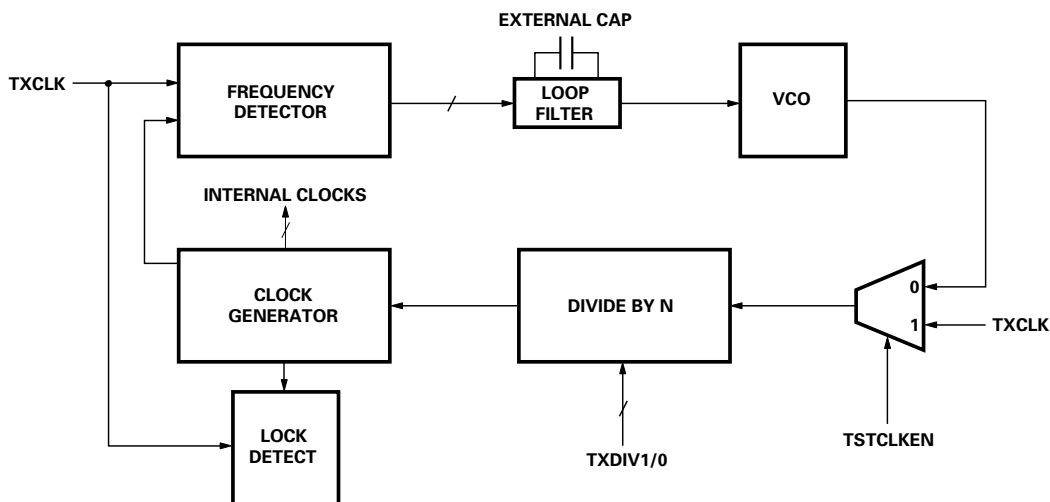 EXTERNAL CAP
TXCLK
FREQUENCY
DETECTOR
LOOP
FILTER
VCO
INTERNAL CLOCKS
CLOCK
GENERATOR
DIVIDE BY N
0
1
TXCLK
LOCK
DETECT
TXDIV1/0
TSTCLKEN